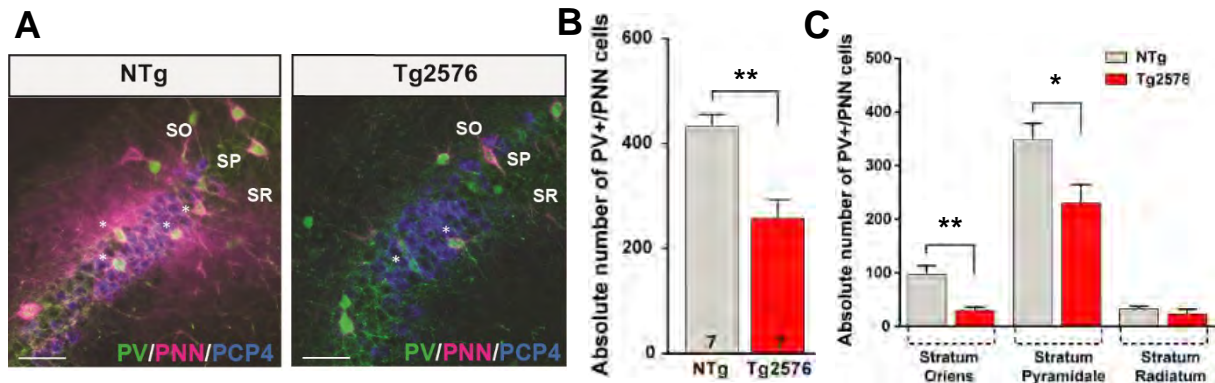 A
NTg
Tg2576
SO
SP
SR
*
*
*
*
PV/PNN/PCP4
SO
SP
SR
*
*
PV/PNN/PCP4
B
Absolute number of PV+/PNN cells
600
400
200
0
**
7
NTg
Tg2576
C
Absolute number of PV+/PNN cells
500
400
300
200
100
0
NTg
Tg2576
**
*
Stratum
Oriens
Stratum
Pyramidale
Stratum
Radiatum